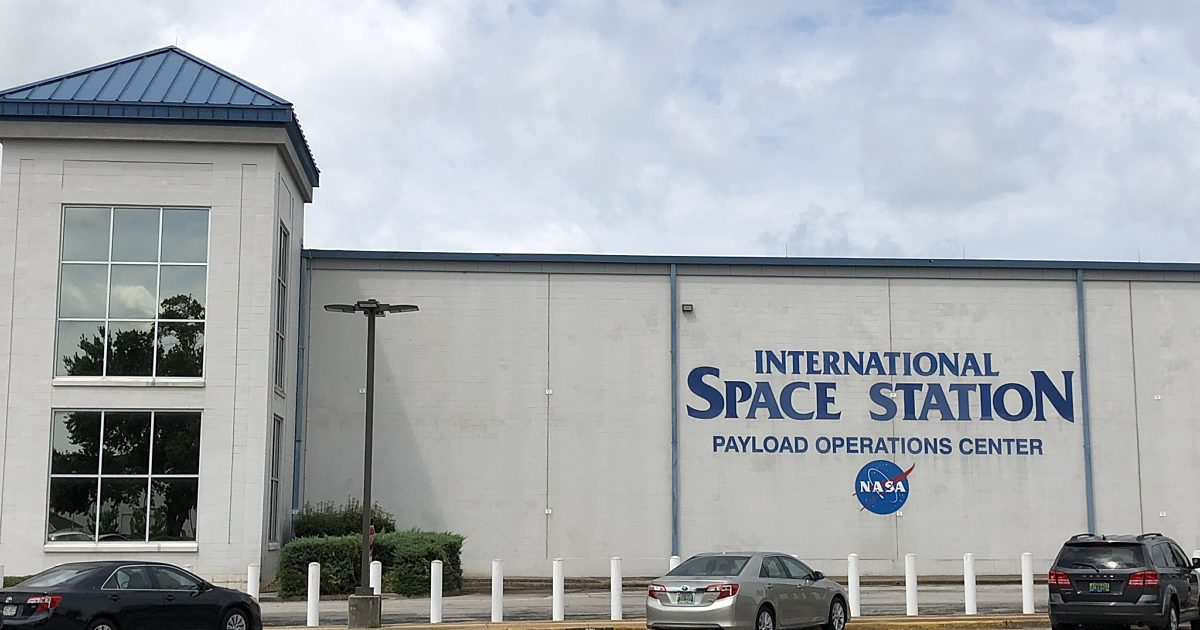 INTERNATIONAL
SPACE STATION
PAYLOAD OPERATIONS CENTER
NASA